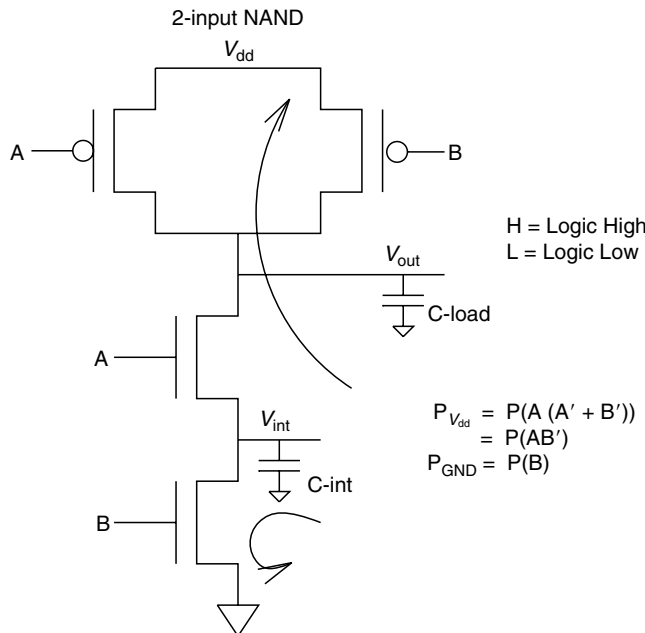 2-input NAND
Vdd
A
B
H = Logic High
L = Logic Low
Vout
C-load
A
PVdd = P(A (A′ + B′))
= P(AB′)
PGND = P(B)
Vint
C-int
B